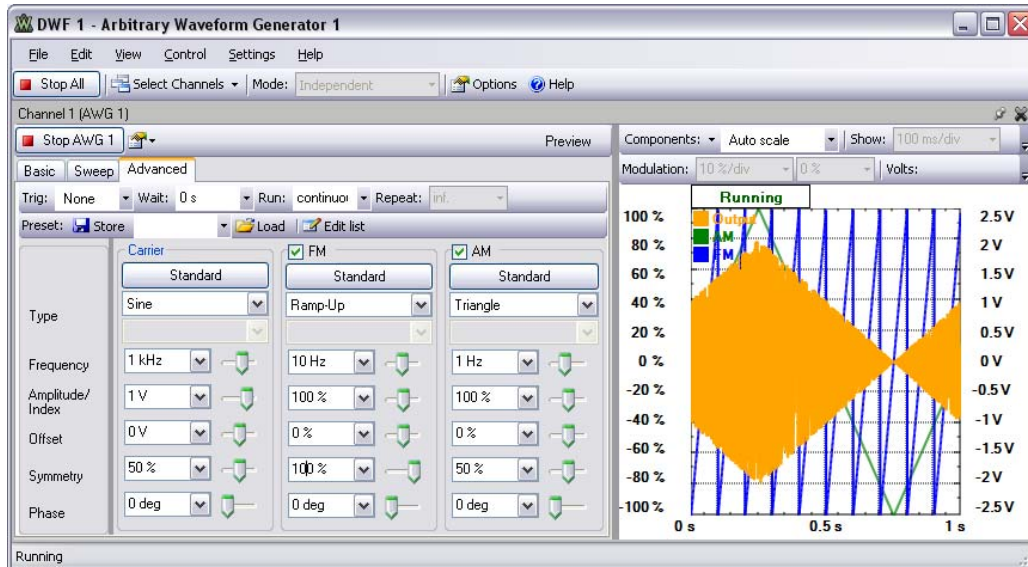 DWF 1 - Arbitrary Waveform Generator 1
File Edit View Control Settings Help
Stop All Select Channels Mode: Independent Options Help
Channel 1 (AWG 1)
Stop AWG 1 Preview
Basic Sweep Advanced
Trig: None Wait: 0 s Run: continuou Repeat: inf.
Preset: Store Load Edit list
Carrier FM AM
Standard Standard Standard
Type Sine Ramp-Up Triangle
Frequency 1 kHz 10 Hz 1 Hz
Amplitude/ Index 1 V 100 % 100 %
Offset 0 V 0 % 0 %
Symmetry 50 % 100 % 50 %
Phase 0 deg 0 deg 0 deg
Components: Auto scale Show: 100 ms/div
Modulation: 10 %/div 0 % Volts:
Running
Output
AM
FM
100 % 2.5 V
80 % 2 V
60 % 1.5 V
40 % 1 V
20 % 0.5 V
0 % 0 V
-20 % -0.5 V
-40 % -1 V
-60 % -1.5 V
-80 % -2 V
-100 % -2.5 V
0 s 0.5 s 1 s
Running